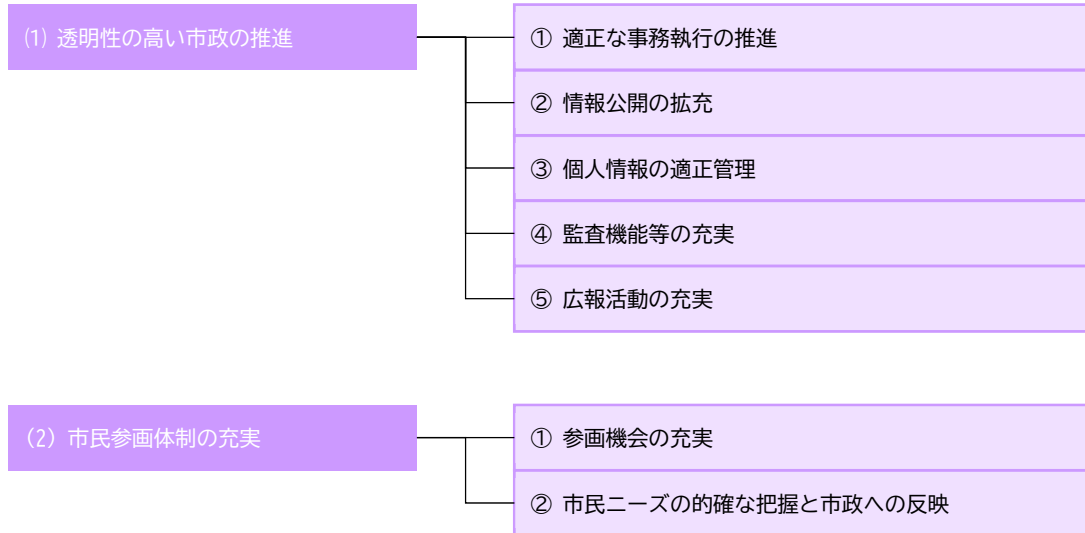 ⑴ 透明性の高い市政の推進
① 適正な事務執行の推進
② 情報公開の拡充
③ 個人情報の適正管理
④ 監査機能等の充実
⑤ 広報活動の充実
（2）市民参画体制の充実
① 参画機会の充実
② 市民ニーズの的確な把握と市政への反映